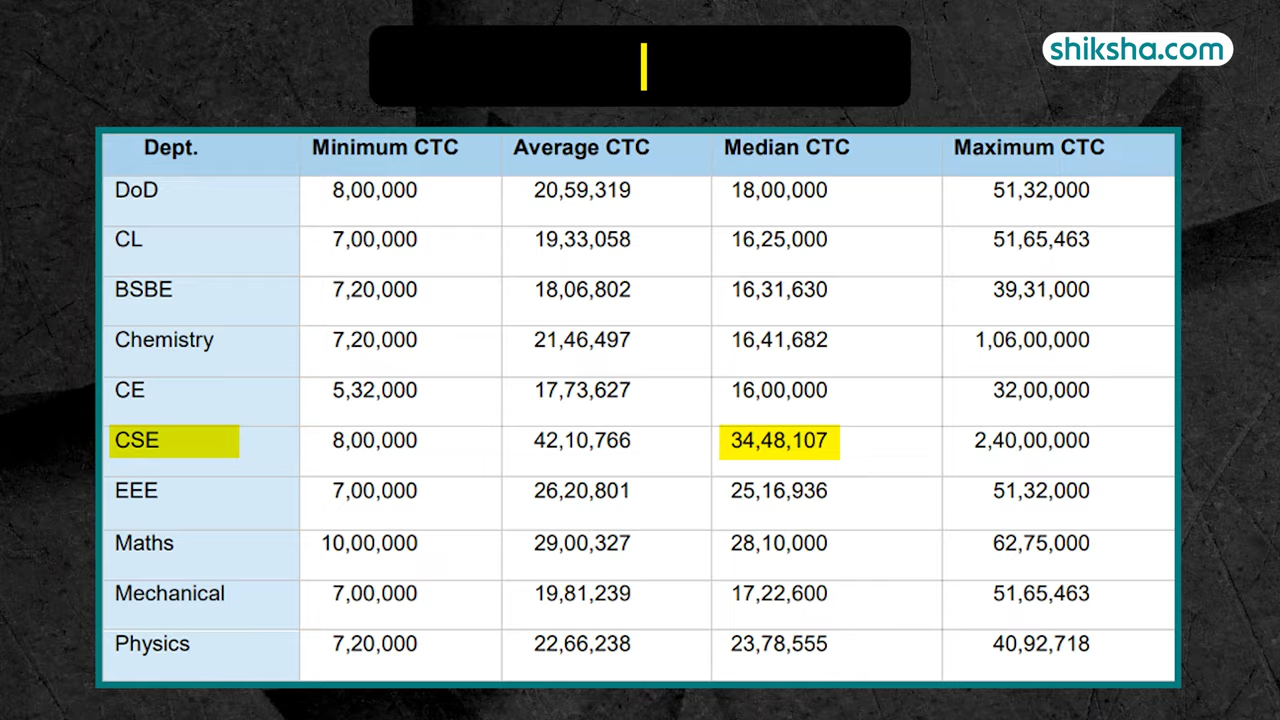 shiksha.com
Dept. Minimum CTC Average CTC Median CTC Maximum CTC
DoD 8,00,000 20,59,319 18,00,000 51,32,000
CL 7,00,000 19,33,058 16,25,000 51,65,463
BSBE 7,20,000 18,06,802 16,31,630 39,31,000
Chemistry 7,20,000 21,46,497 16,41,682 1,06,00,000
CE 5,32,000 17,73,627 16,00,000 32,00,000
CSE 8,00,000 42,10,766 34,48,107 2,40,00,000
EEE 7,00,000 26,20,801 25,16,936 51,32,000
Maths 10,00,000 29,00,327 28,10,000 62,75,000
Mechanical 7,00,000 19,81,239 17,22,600 51,65,463
Physics 7,20,000 22,66,238 23,78,555 40,92,718